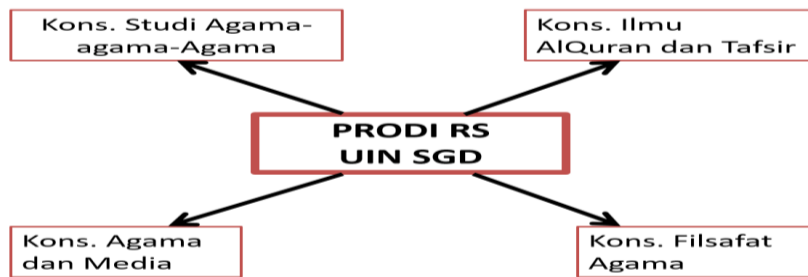 Kons. Studi Agama-
agama-Agama
Kons. Ilmu
AlQuran dan Tafsir
PRODI RS
UIN SGD
Kons. Agama
dan Media
Kons. Filsafat
Agama